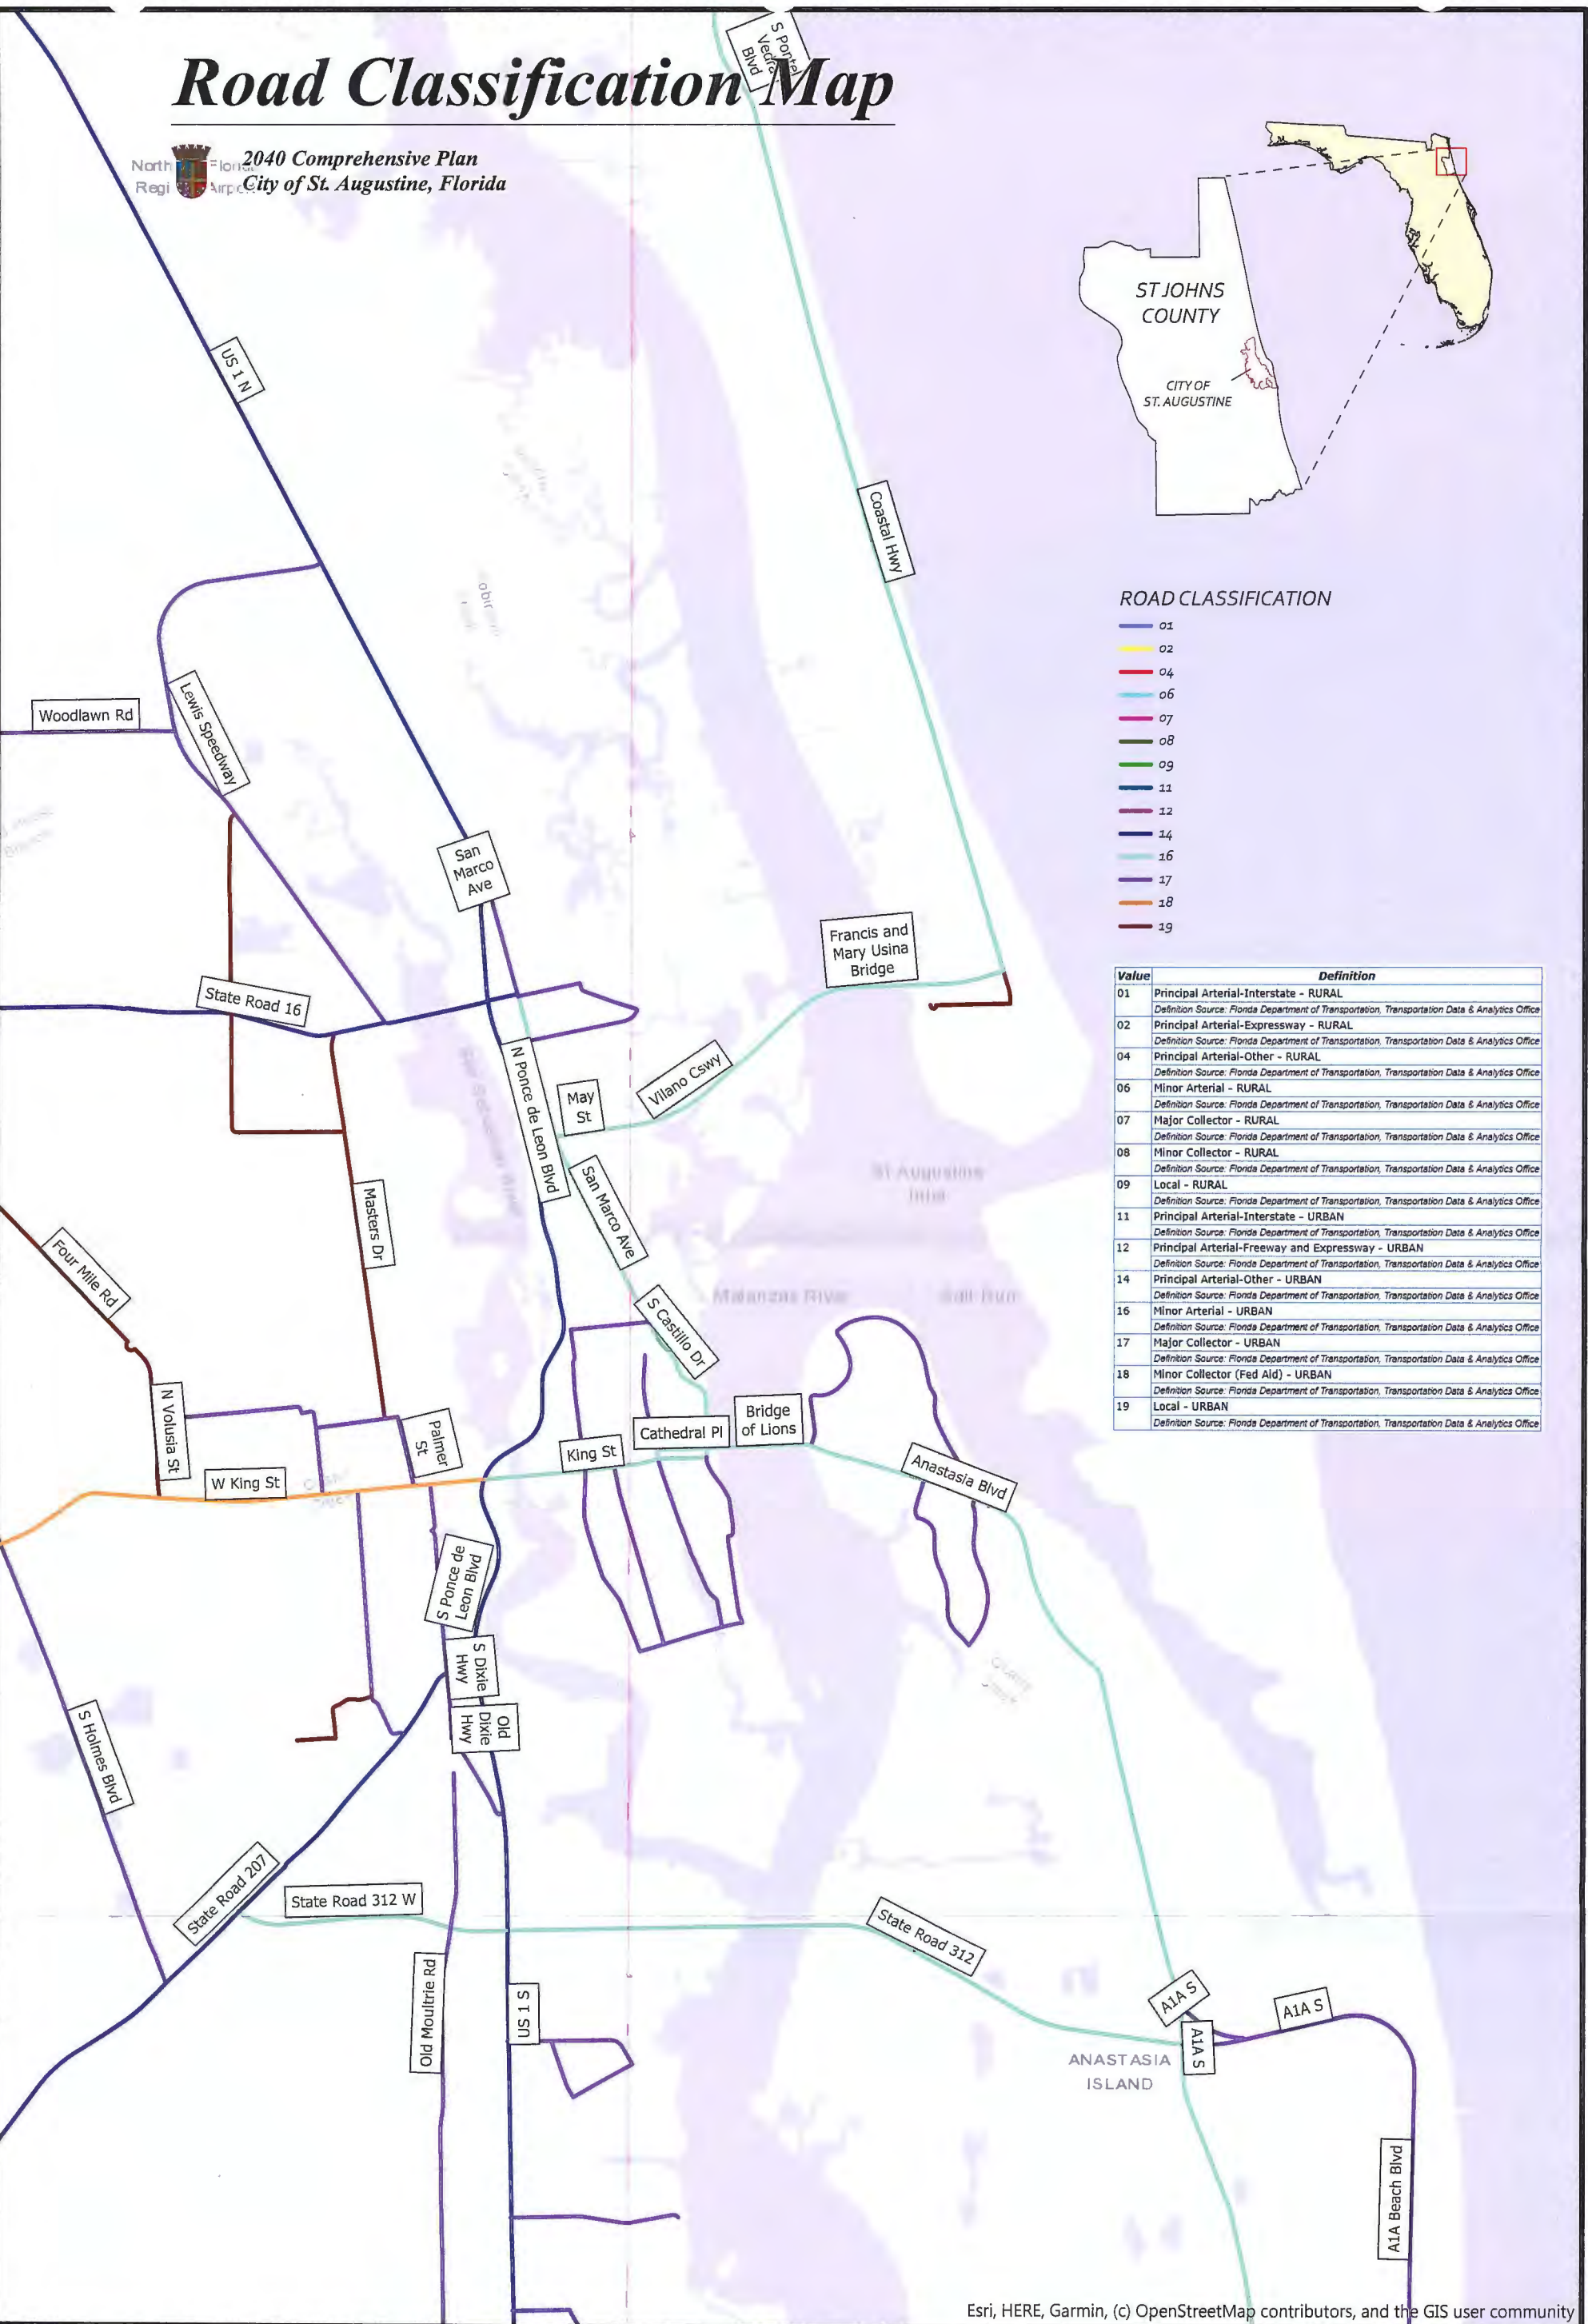 Road Classification Map
2040 Comprehensive Plan
City of St. Augustine, Florida
North
Regi
S Ponte
Vedra
Blvd
US 1 N
ST JOHNS
COUNTY
CITY OF
ST. AUGUSTINE
Coastal Hwy
Woodlawn Rd
Lewis Speedway
San
Marco
Ave
Francis and
Mary Usina
Bridge
State Road 16
N Ponce de Leon Blvd
May
St
Vilano Cswy
San Marco Ave
St Augustine
Inlet
Masters Dr
Four Mile Rd
Matanzas River
Salt Run
S Castillo Dr
N Volusia St
Palmer
St
King St
Cathedral Pl
Bridge
of Lions
W King St
Anastasia Blvd
S Ponce de
Leon Blvd
S Dixie
Hwy
Old
Dixie
Hwy
S Holmes Blvd
State Road 207
State Road 312 W
State Road 312
Old Moultrie Rd
US 1 S
A1A S
A1A S
A1A S
ANASTASIA
ISLAND
A1A Beach Blvd
ROAD CLASSIFICATION
01
02
04
06
07
08
09
11
12
14
16
17
18
19
Value Definition
01 Principal Arterial-Interstate - RURAL
Definition Source: Florida Department of Transportation, Transportation Data & Analytics Office
02 Principal Arterial-Expressway - RURAL
Definition Source: Florida Department of Transportation, Transportation Data & Analytics Office
04 Principal Arterial-Other - RURAL
Definition Source: Florida Department of Transportation, Transportation Data & Analytics Office
06 Minor Arterial - RURAL
Definition Source: Florida Department of Transportation, Transportation Data & Analytics Office
07 Major Collector - RURAL
Definition Source: Florida Department of Transportation, Transportation Data & Analytics Office
08 Minor Collector - RURAL
Definition Source: Florida Department of Transportation, Transportation Data & Analytics Office
09 Local - RURAL
Definition Source: Florida Department of Transportation, Transportation Data & Analytics Office
11 Principal Arterial-Interstate - URBAN
Definition Source: Florida Department of Transportation, Transportation Data & Analytics Office
12 Principal Arterial-Freeway and Expressway - URBAN
Definition Source: Florida Department of Transportation, Transportation Data & Analytics Office
14 Principal Arterial-Other - URBAN
Definition Source: Florida Department of Transportation, Transportation Data & Analytics Office
16 Minor Arterial - URBAN
Definition Source: Florida Department of Transportation, Transportation Data & Analytics Office
17 Major Collector - URBAN
Definition Source: Florida Department of Transportation, Transportation Data & Analytics Office
18 Minor Collector (Fed Aid) - URBAN
Definition Source: Florida Department of Transportation, Transportation Data & Analytics Office
19 Local - URBAN
Definition Source: Florida Department of Transportation, Transportation Data & Analytics Office
Esri, HERE, Garmin, (c) OpenStreetMap contributors, and the GIS user community